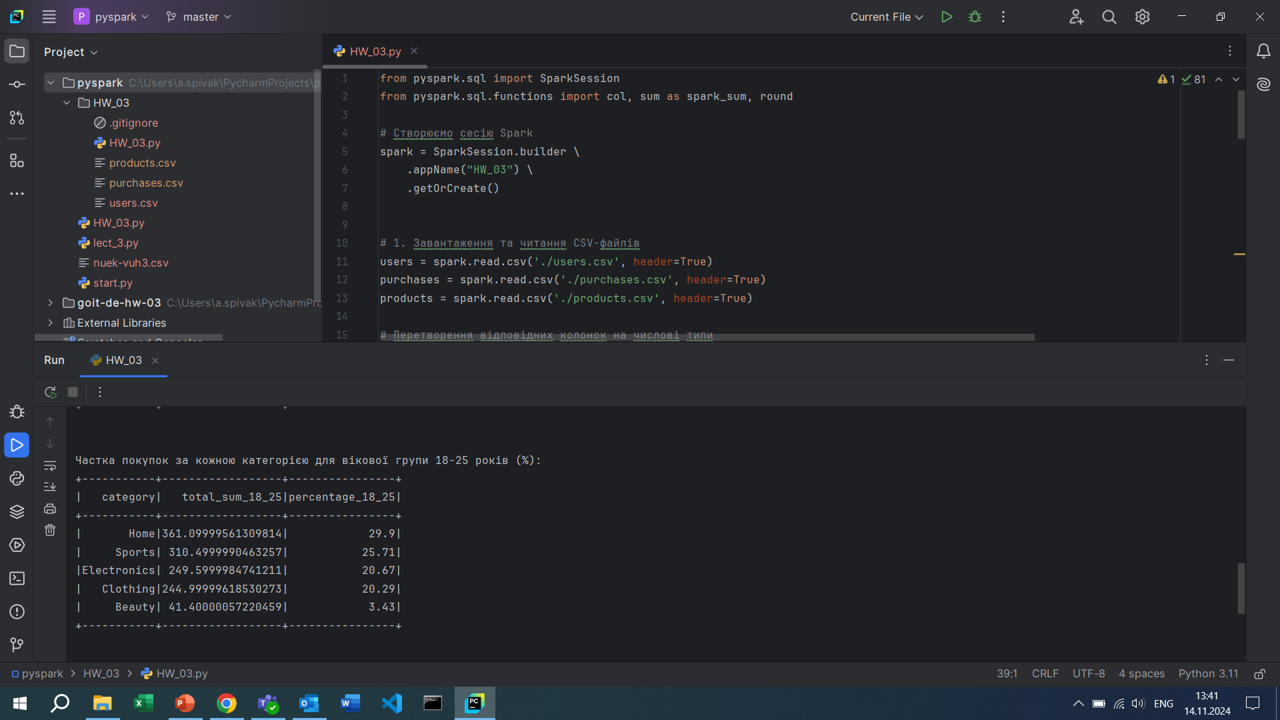 P pyspark master Current File
Project
pyspark C:\Users\a.spivak\PycharmProjects\p
HW_03
.gitignore
HW_03.py
products.csv
purchases.csv
users.csv
HW_03.py
lect_3.py
nuek-vuh3.csv
start.py
goit-de-hw-03 C:\Users\a.spivak\PycharmPro
External Libraries
HW_03.py
1 81
1 from pyspark.sql import SparkSession
2 from pyspark.sql.functions import col, sum as spark_sum, round
3
4 # Створюємо сесію Spark
5 spark = SparkSession.builder \
6 .appName("HW_03") \
7 .getOrCreate()
8
9
10 # 1. Завантаження та читання CSV-файлів
11 users = spark.read.csv('./users.csv', header=True)
12 purchases = spark.read.csv('./purchases.csv', header=True)
13 products = spark.read.csv('./products.csv', header=True)
14
15 # Перетворення відповідних колонок на числові типи
Run HW_03
Частка покупок за кожною категорією для вікової групи 18-25 років (%):
+-----------+------------------+----------------+
|   category|   total_sum_18_25|percentage_18_25|
+-----------+------------------+----------------+
|       Home|361.09999561309814|            29.9|
|     Sports| 310.4999990463257|           25.71|
|Electronics| 249.5999984741211|           20.67|
|   Clothing|244.99999618530273|           20.29|
|     Beauty| 41.40000057220459|            3.43|
+-----------+------------------+----------------+
pyspark > HW_03 > HW_03.py 39:1 CRLF UTF-8 4 spaces Python 3.11
ENG 13:41
14.11.2024